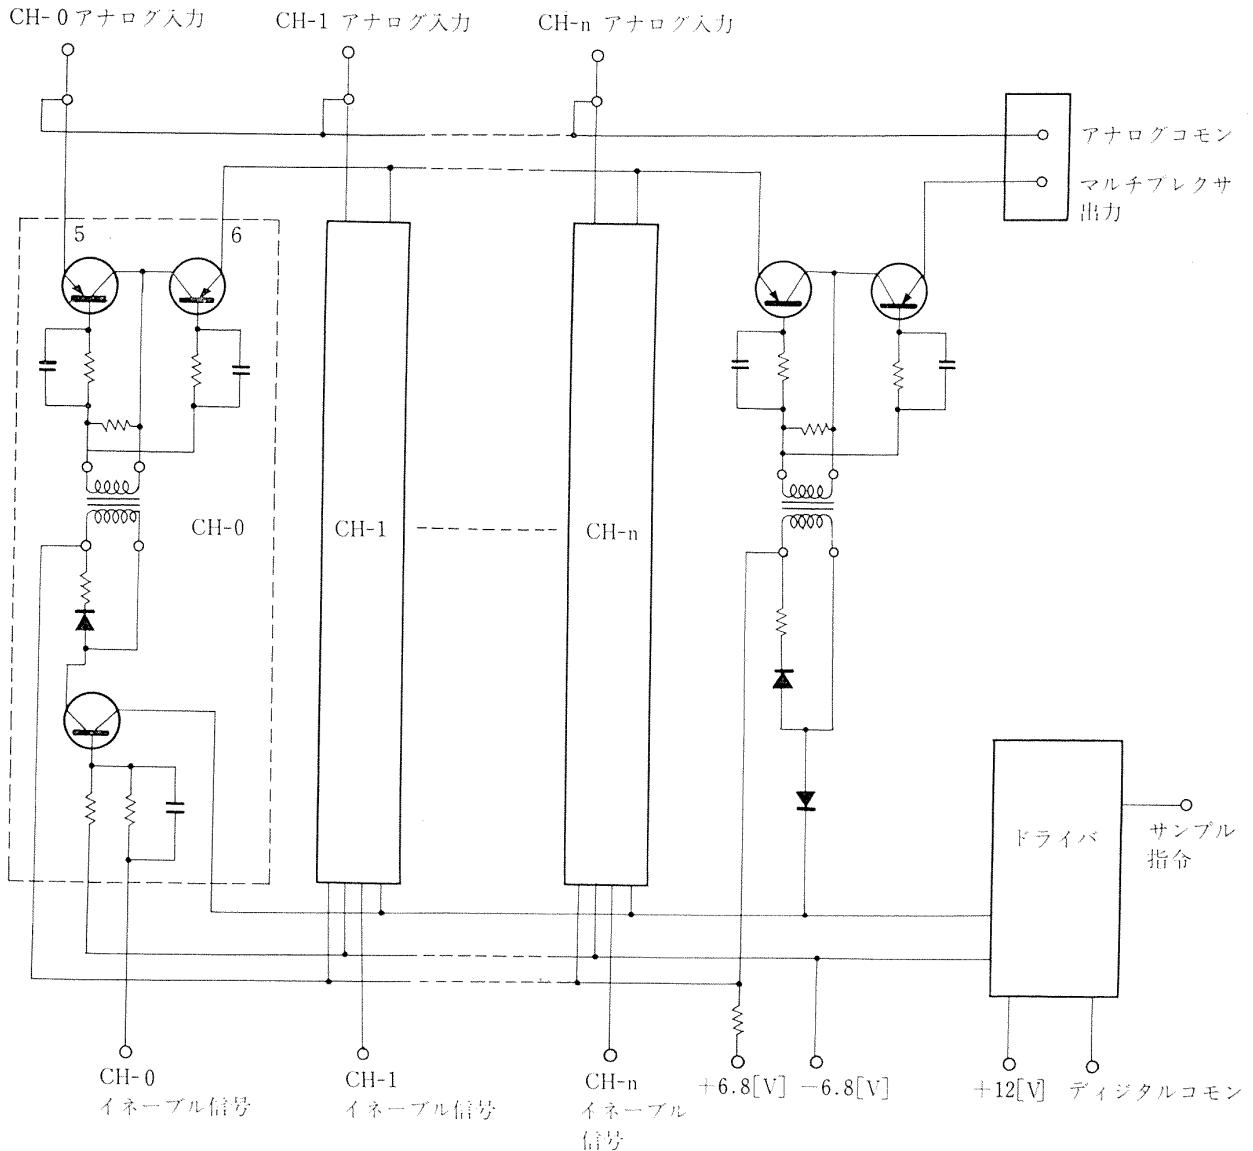 CH-0 アナログ入力
CH-1 アナログ入力
CH-n アナログ入力
アナログコモン
マルチプレクサ
出力
5
6
CH-0
CH-1
CH-n
ドライバ
サンプル
指令
CH-0
イネーブル信号
CH-1
イネーブル信号
CH-n
イネーブル
信号
+6.8[V]
-6.8[V]
+12[V]
ディジタルコモン